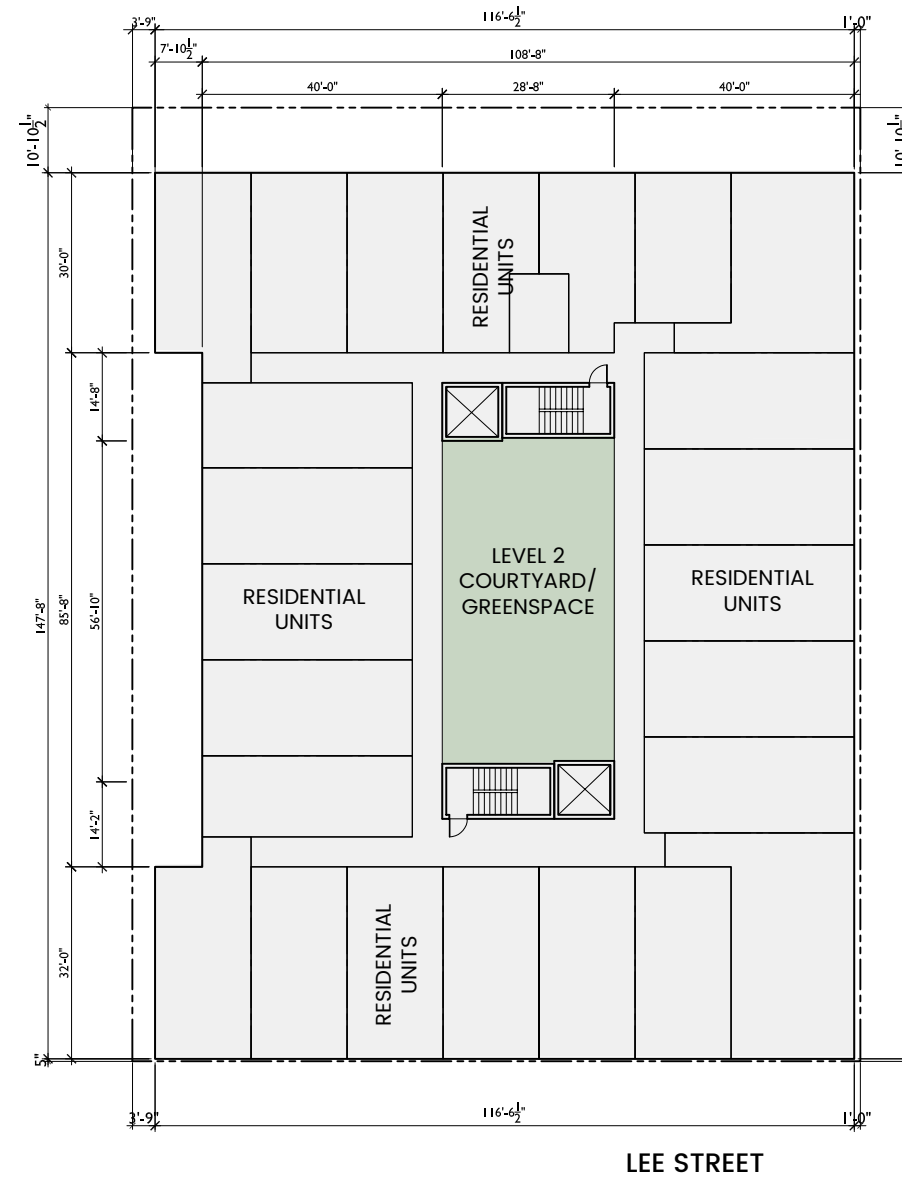 3'-9"
116'-6½"
1'-0"
7'-10½"
108'-8"
40'-0"
28'-8"
40'-0"
10'-10½"
10'-10½"
30'-0"
RESIDENTIAL
UNITS
14'-8"
147'-8"
85'-8"
56'-10"
RESIDENTIAL
UNITS
LEVEL 2
COURTYARD/
GREENSPACE
RESIDENTIAL
UNITS
14'-2"
32'-0"
RESIDENTIAL
UNITS
5"
3'-9"
116'-6½"
1'-0"
LEE STREET